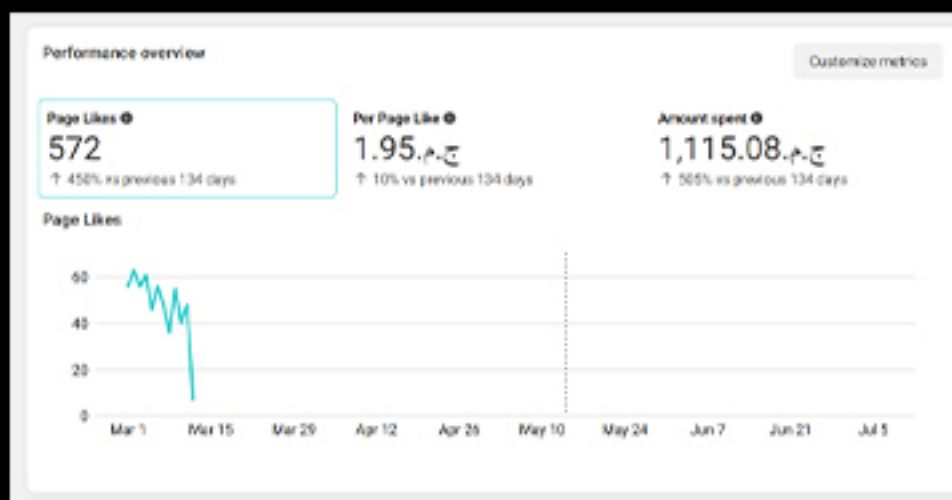 Performance overview
Customize metrics
Page Likes
572
↑ 450% vs previous 134 days
Per Page Like
1.95.ج.م
↑ 10% vs previous 134 days
Amount spent
1,115.08.ج.م
↑ 505% vs previous 134 days
Page Likes
60
40
20
0
Mar 1 Mar 15 Mar 29 Apr 12 Apr 26 May 10 May 24 Jun 7 Jun 21 Jul 5